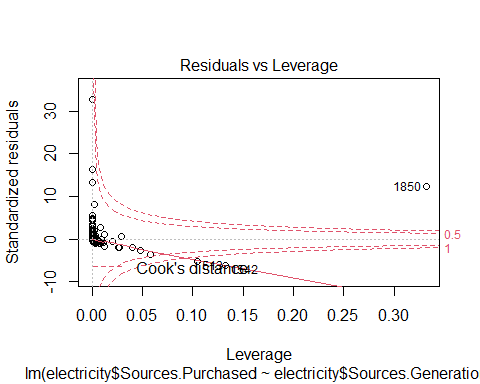 Residuals vs Leverage
Standardized residuals
30
20
10
0
-10
1850
0.5
1
Cook's distance
542
0.00 0.05 0.10 0.15 0.20 0.25 0.30
Leverage
lm(electricity$Sources.Purchased ~ electricity$Sources.Generatio